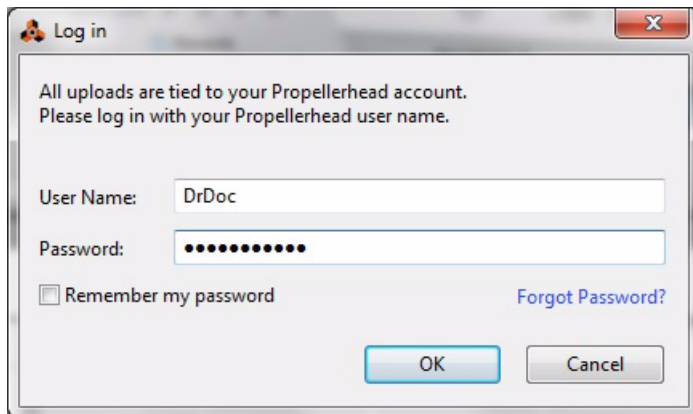 Log in
All uploads are tied to your Propellerhead account.
Please log in with your Propellerhead user name.
User Name: DrDoc
Password: •••••••••••
Remember my password Forgot Password?
OK Cancel